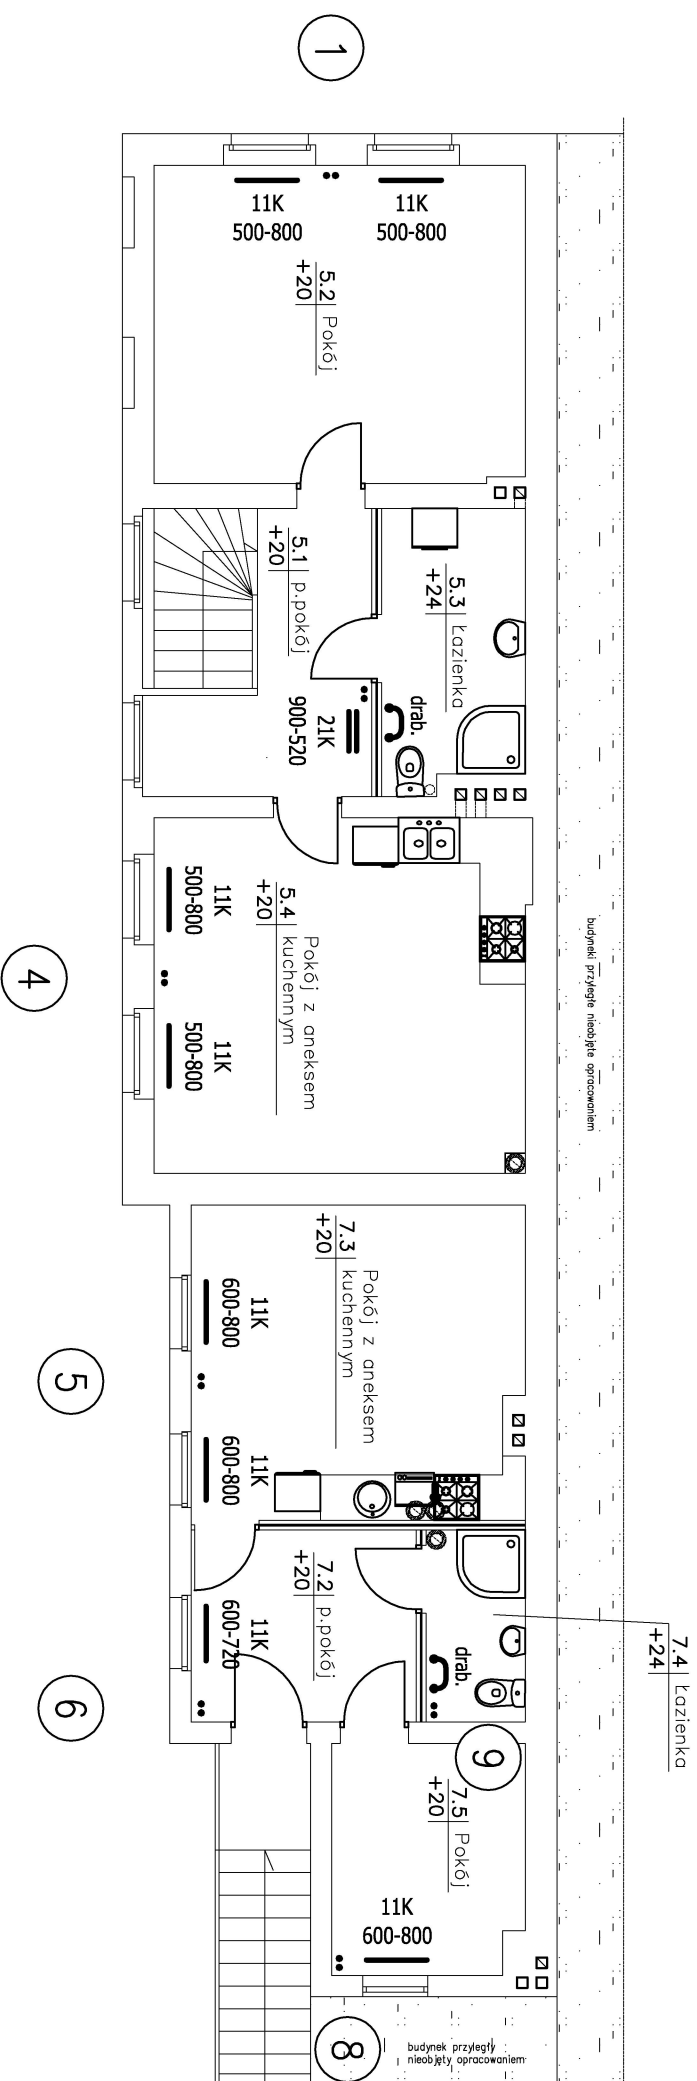 1
11K
500-800
11K
500-800
5.2 Pokój
+20
5.1 p.pokój
+20
5.3 Łazienka
+24
drab.
21K
900-520
11K
500-800
5.4 Pokój z aneksem
+20 kuchennym
11K
500-800
budyneki przyległe nieobjęte opracowaniem
4
7.3 Pokój z aneksem
+20 kuchennym
11K
600-800
5
11K
600-800
7.2 p.pokój
+20
11K
600-720
7.4 Łazienka
+24
drab.
6
9
7.5 Pokój
+20
11K
600-800
8
budynek przyległy
nieobjęty opracowaniem